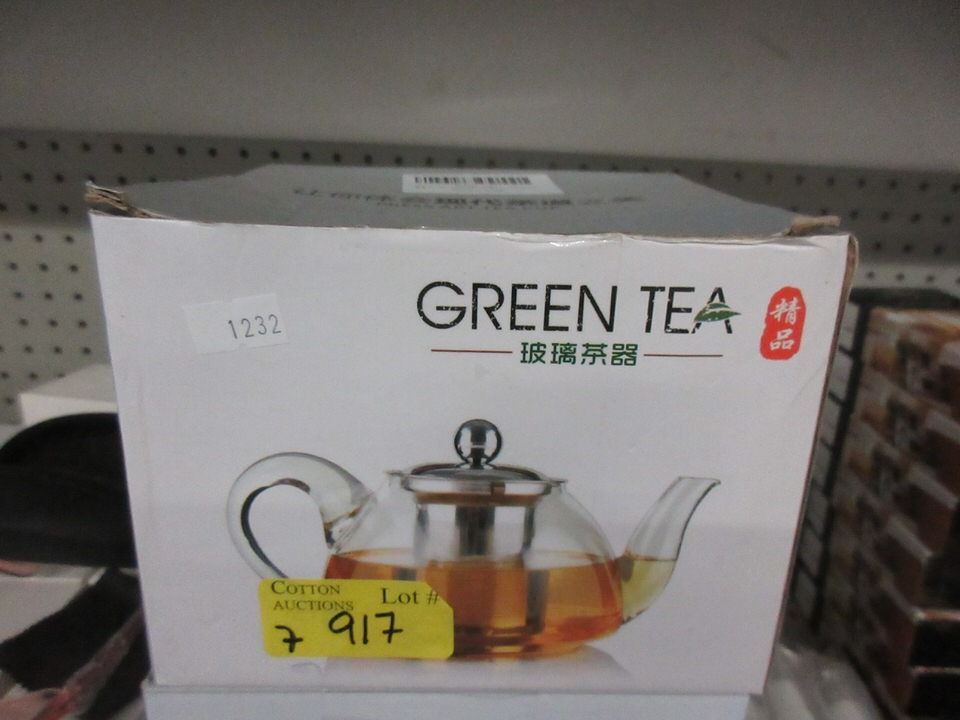 GREEN TEA
玻璃茶器
精品
1232
COTTON AUCTIONS Lot #
7 917